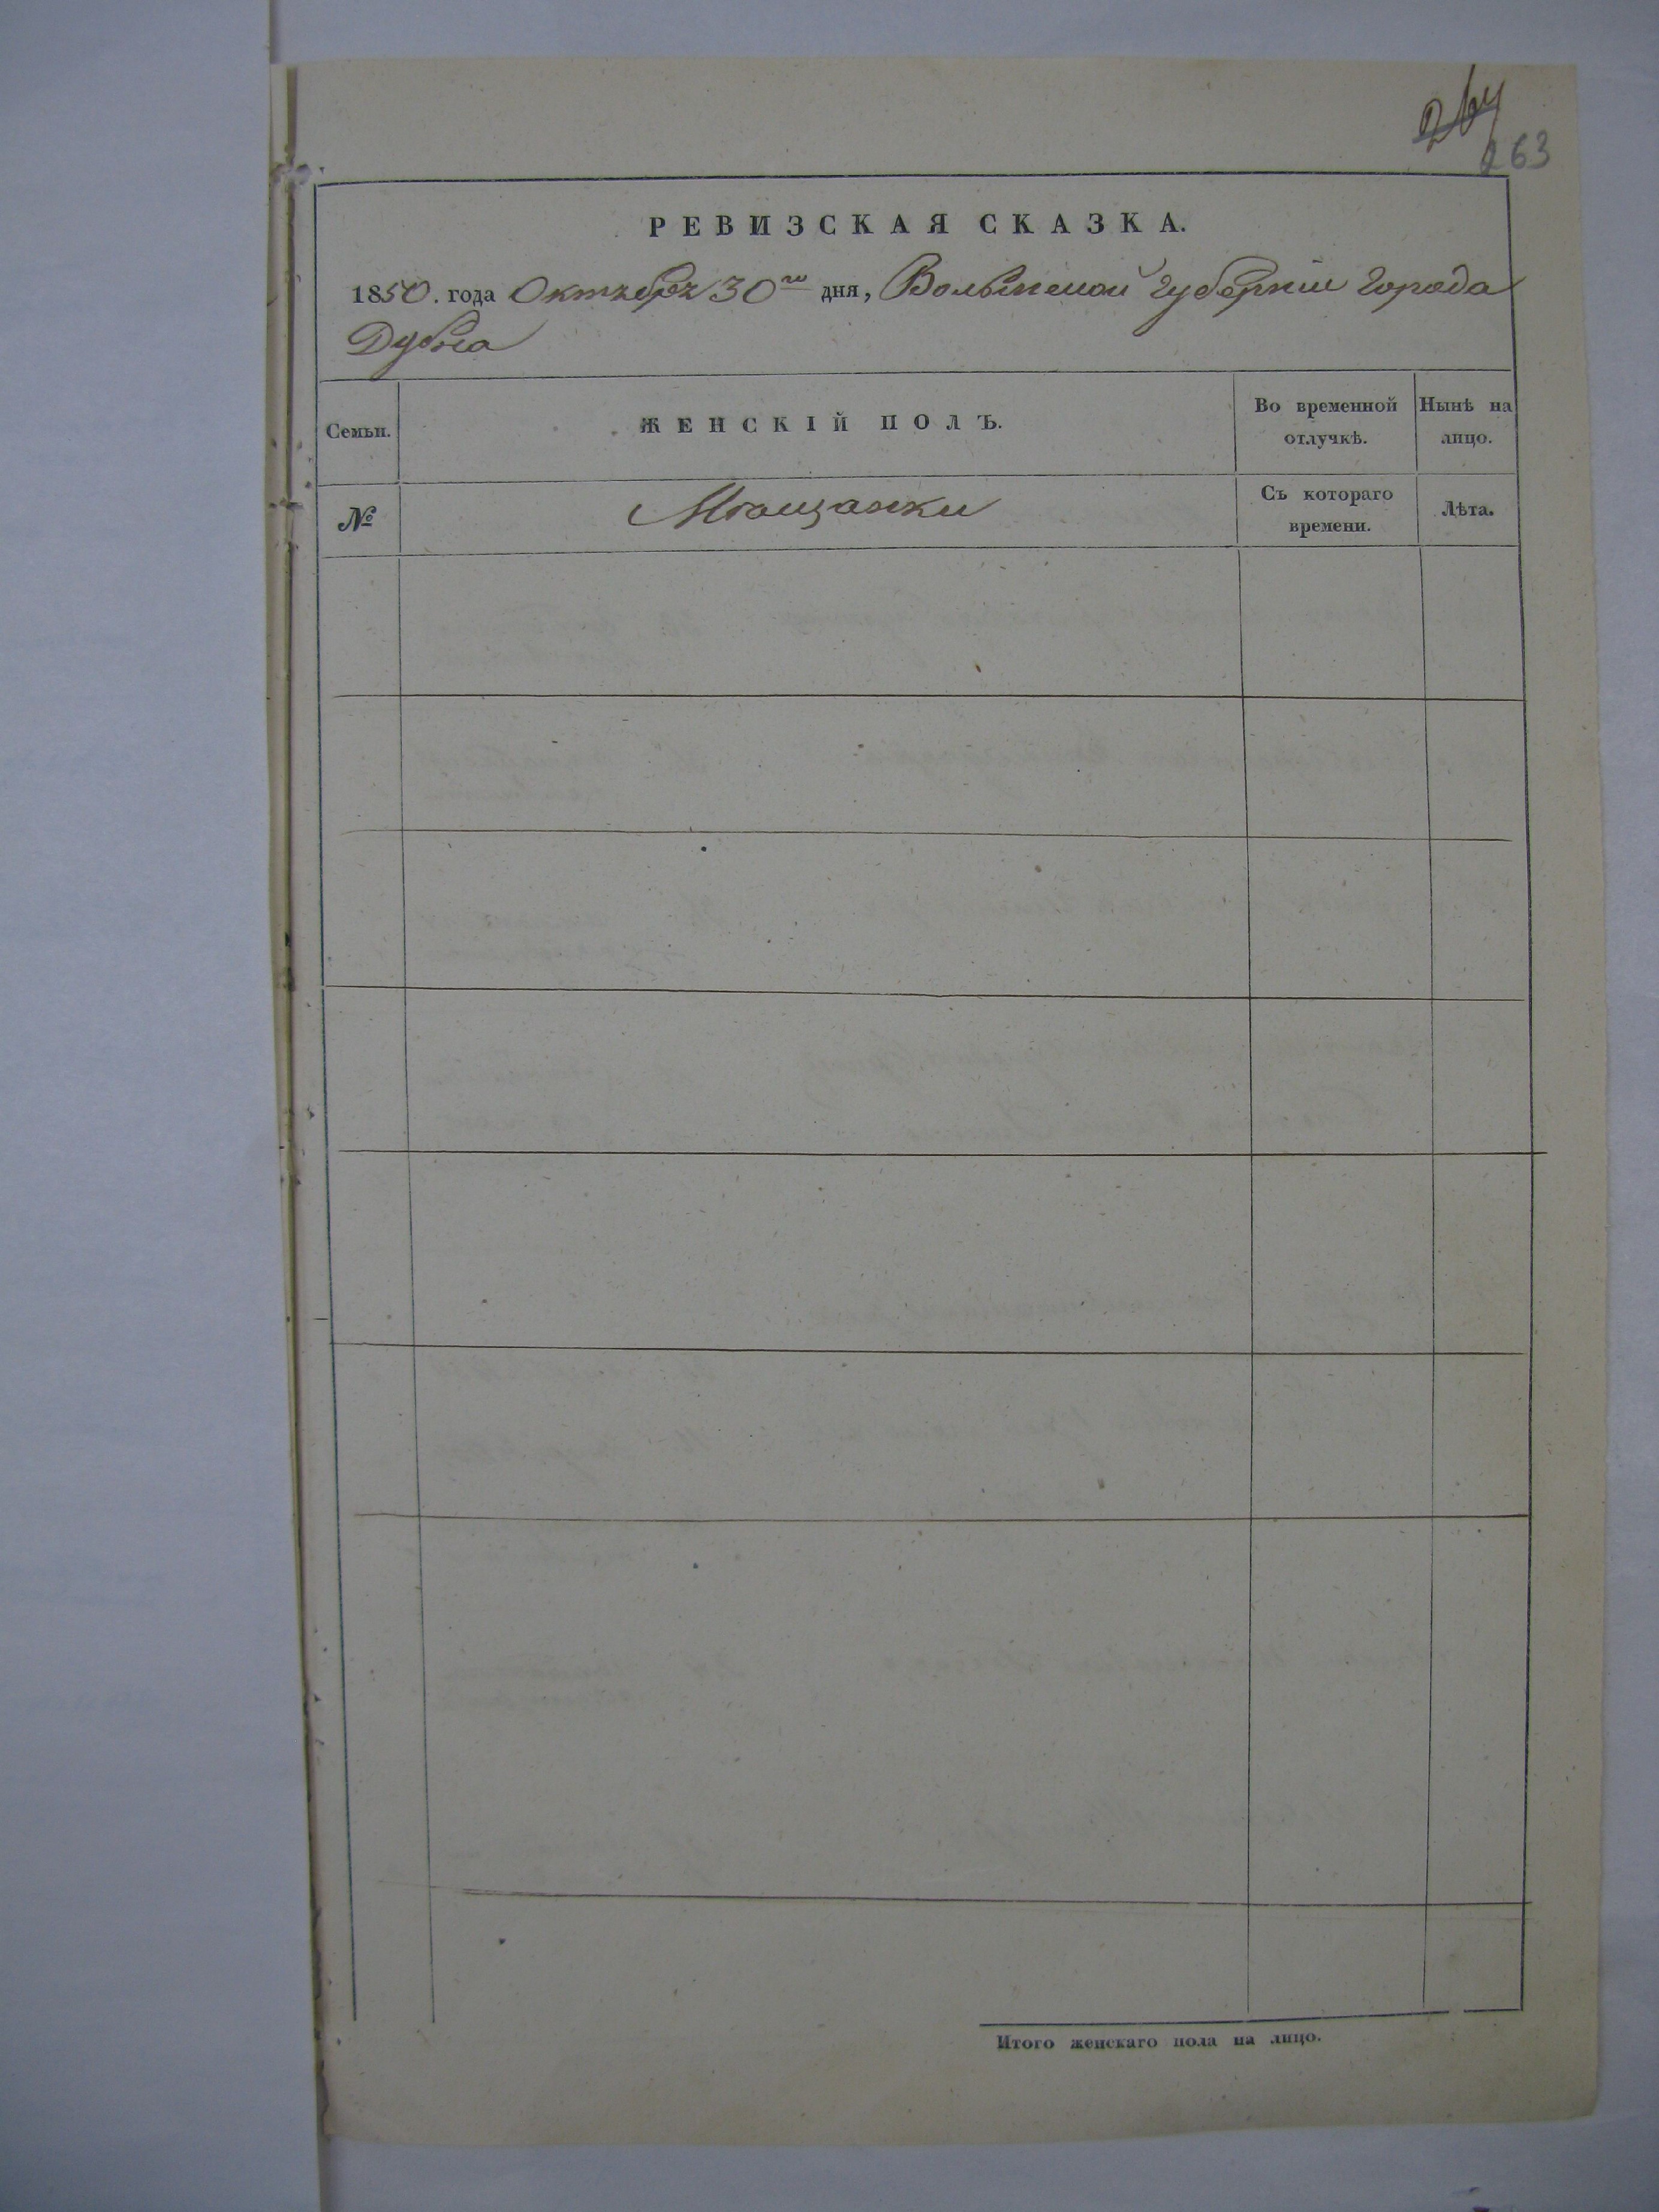 263
РЕВИЗСКАЯ СКАЗКА.
1850. года Октября 30го дня, Волынской Губернiи Города
Дубна
Семьи.
ЖЕНСКІЙ ПОЛЪ.
Во временной
отлучкѣ.
Нынѣ на
лицо.
№
Мѣщанки
Съ котораго
времени.
Лѣта.
Итого женскаго пола на лицо.